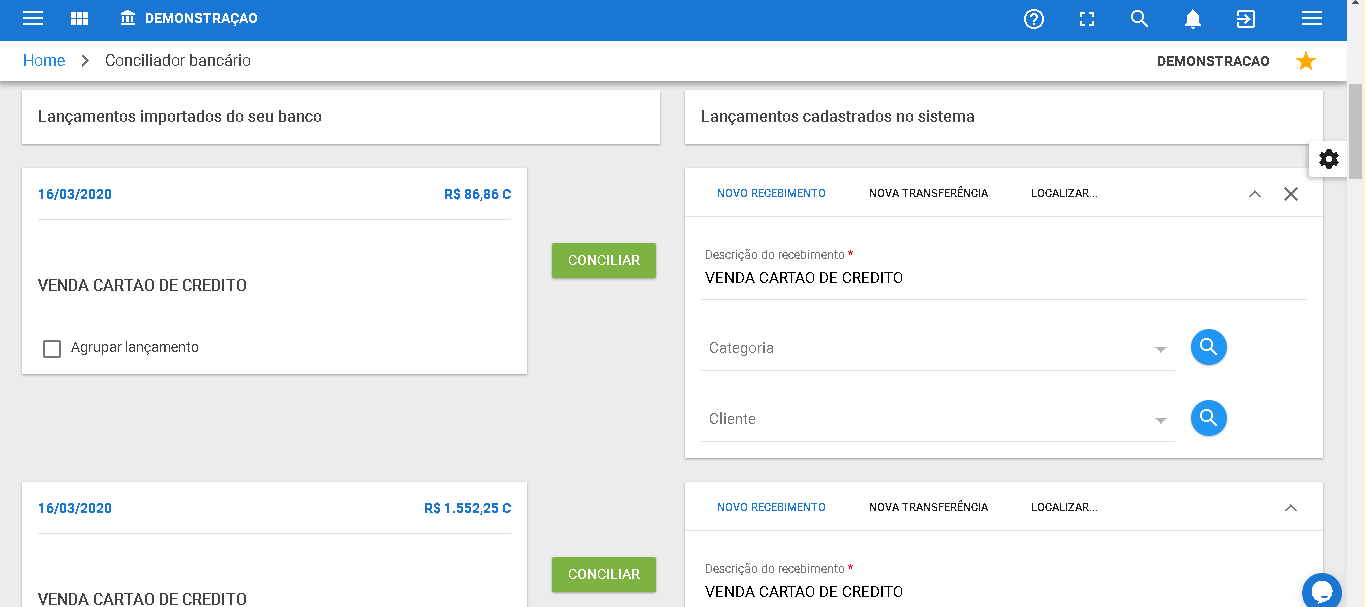 DEMONSTRAÇAO
Home > Conciliador bancário
DEMONSTRACAO
Lançamentos importados do seu banco
Lançamentos cadastrados no sistema
16/03/2020 R$ 86,86 C
VENDA CARTAO DE CREDITO
Agrupar lançamento
CONCILIAR
NOVO RECEBIMENTO NOVA TRANSFERÊNCIA LOCALIZAR...
Descrição do recebimento *
VENDA CARTAO DE CREDITO
Categoria
Cliente
16/03/2020 R$ 1.552,25 C
VENDA CARTAO DE CREDITO
CONCILIAR
NOVO RECEBIMENTO NOVA TRANSFERÊNCIA LOCALIZAR...
Descrição do recebimento *
VENDA CARTAO DE CREDITO